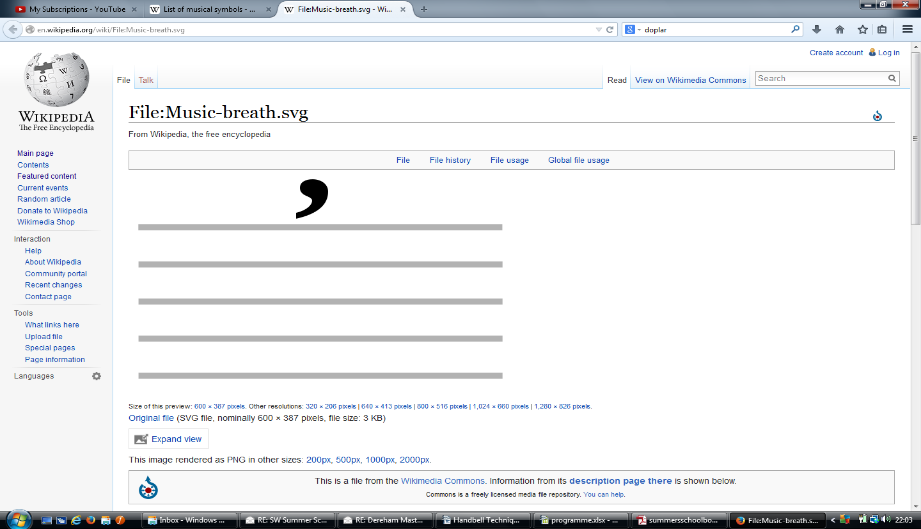 My Subscriptions - YouTube
List of musical symbols - ...
File:Music-breath.svg - Wi...
en.wikipedia.org/wiki/File:Music-breath.svg
doplar
Create account Log in
File Talk
Read View on Wikimedia Commons Search
WIKIPEDIA
The Free Encyclopedia
Main page
Contents
Featured content
Current events
Random article
Donate to Wikipedia
Wikimedia Shop
Interaction
Help
About Wikipedia
Community portal
Recent changes
Contact page
Tools
What links here
Upload file
Special pages
Page information
Languages
File:Music-breath.svg
From Wikipedia, the free encyclopedia
File File history File usage Global file usage
Size of this preview: 600 × 387 pixels. Other resolutions: 320 × 206 pixels | 640 × 413 pixels | 800 × 516 pixels | 1,024 × 660 pixels | 1,280 × 826 pixels.
Original file (SVG file, nominally 600 × 387 pixels, file size: 3 KB)
Expand view
This image rendered as PNG in other sizes: 200px, 500px, 1000px, 2000px.
This is a file from the Wikimedia Commons. Information from its description page there is shown below.
Commons is a freely licensed media file repository. You can help.
Inbox - Windows ...
RE: SW Summer Sc...
RE: Dereham Mast...
Handbell Techniqu...
programme.xlsx - ...
summersschoolbo...
File:Music-breath.s...
22:03